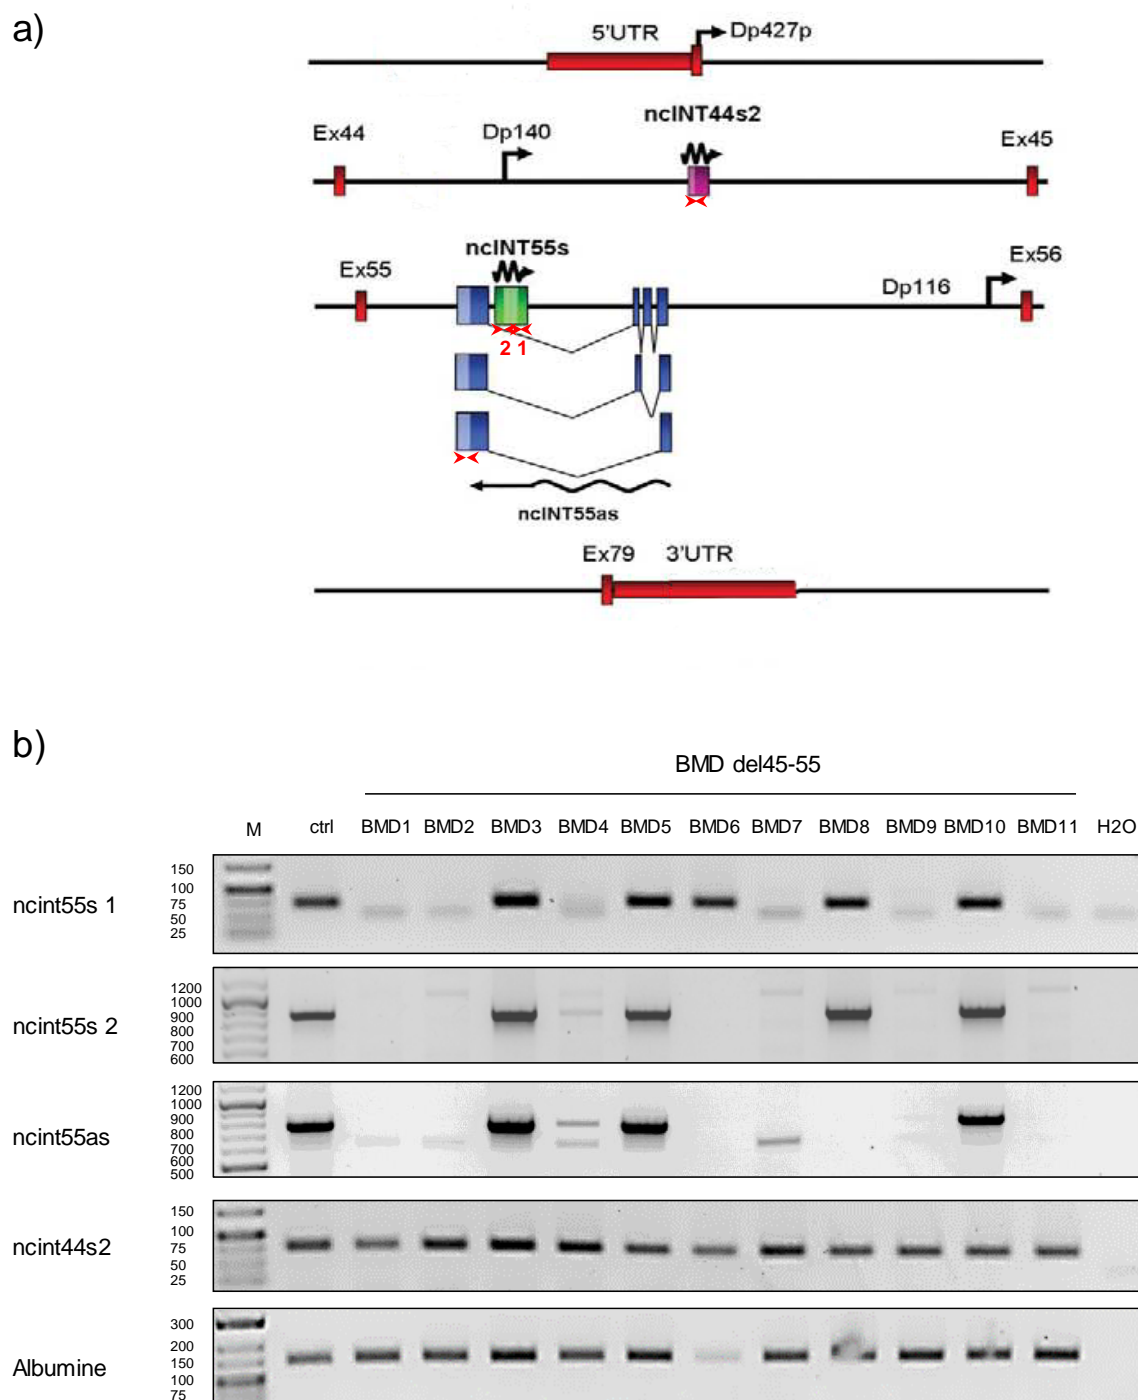 a)
5'UTR
Dp427p
ncINT44s2
Ex44
Dp140
Ex45
ncINT55s
Ex55
Ex56
Dp116
2 1
ncINT55as
Ex79 3'UTR
b)
BMD del45-55
M ctrl BMD1 BMD2 BMD3 BMD4 BMD5 BMD6 BMD7 BMD8 BMD9 BMD10 BMD11 H2O
ncint55s 1
150
100
75
50
25
ncint55s 2
1200
1000
900
800
700
600
ncint55as
1200
1000
900
800
700
600
500
ncint44s2
150
100
75
50
25
Albumine
300
200
150
100
75